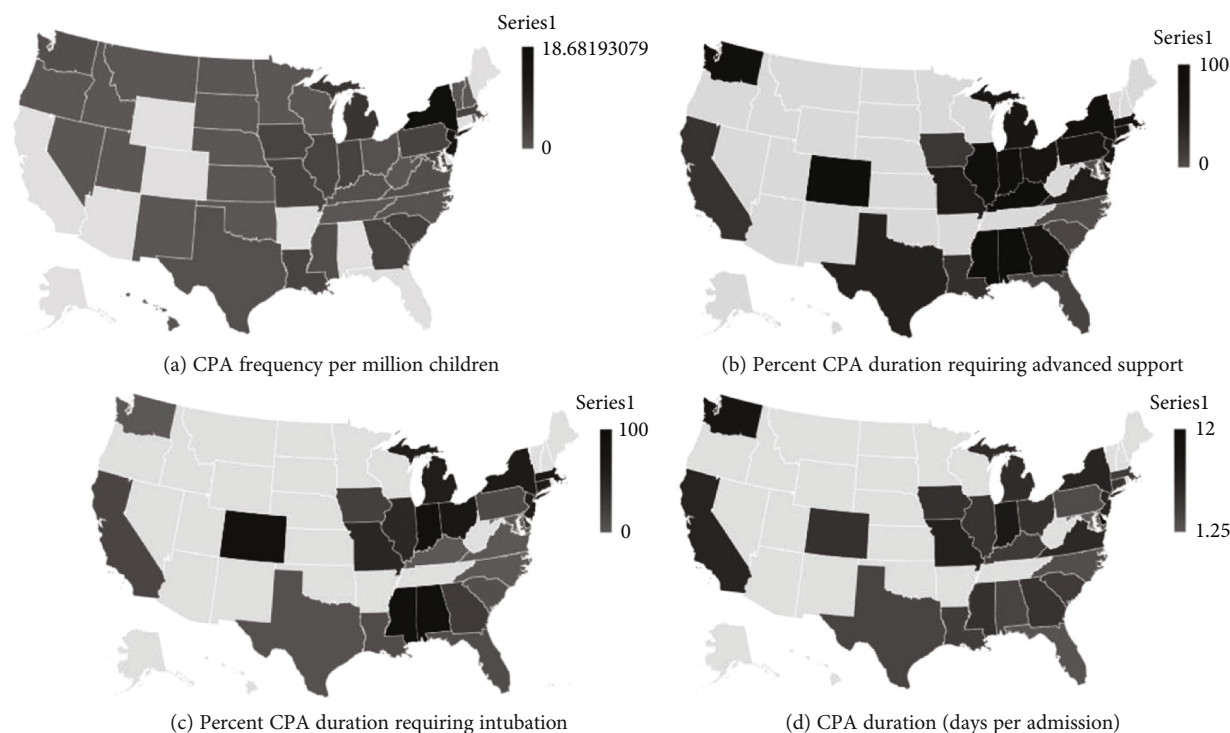 Series1
18.68193079
0
(a) CPA frequency per million children
Series1
100
0
(b) Percent CPA duration requiring advanced support
Series1
100
0
(c) Percent CPA duration requiring intubation
Series1
12
1.25
(d) CPA duration (days per admission)